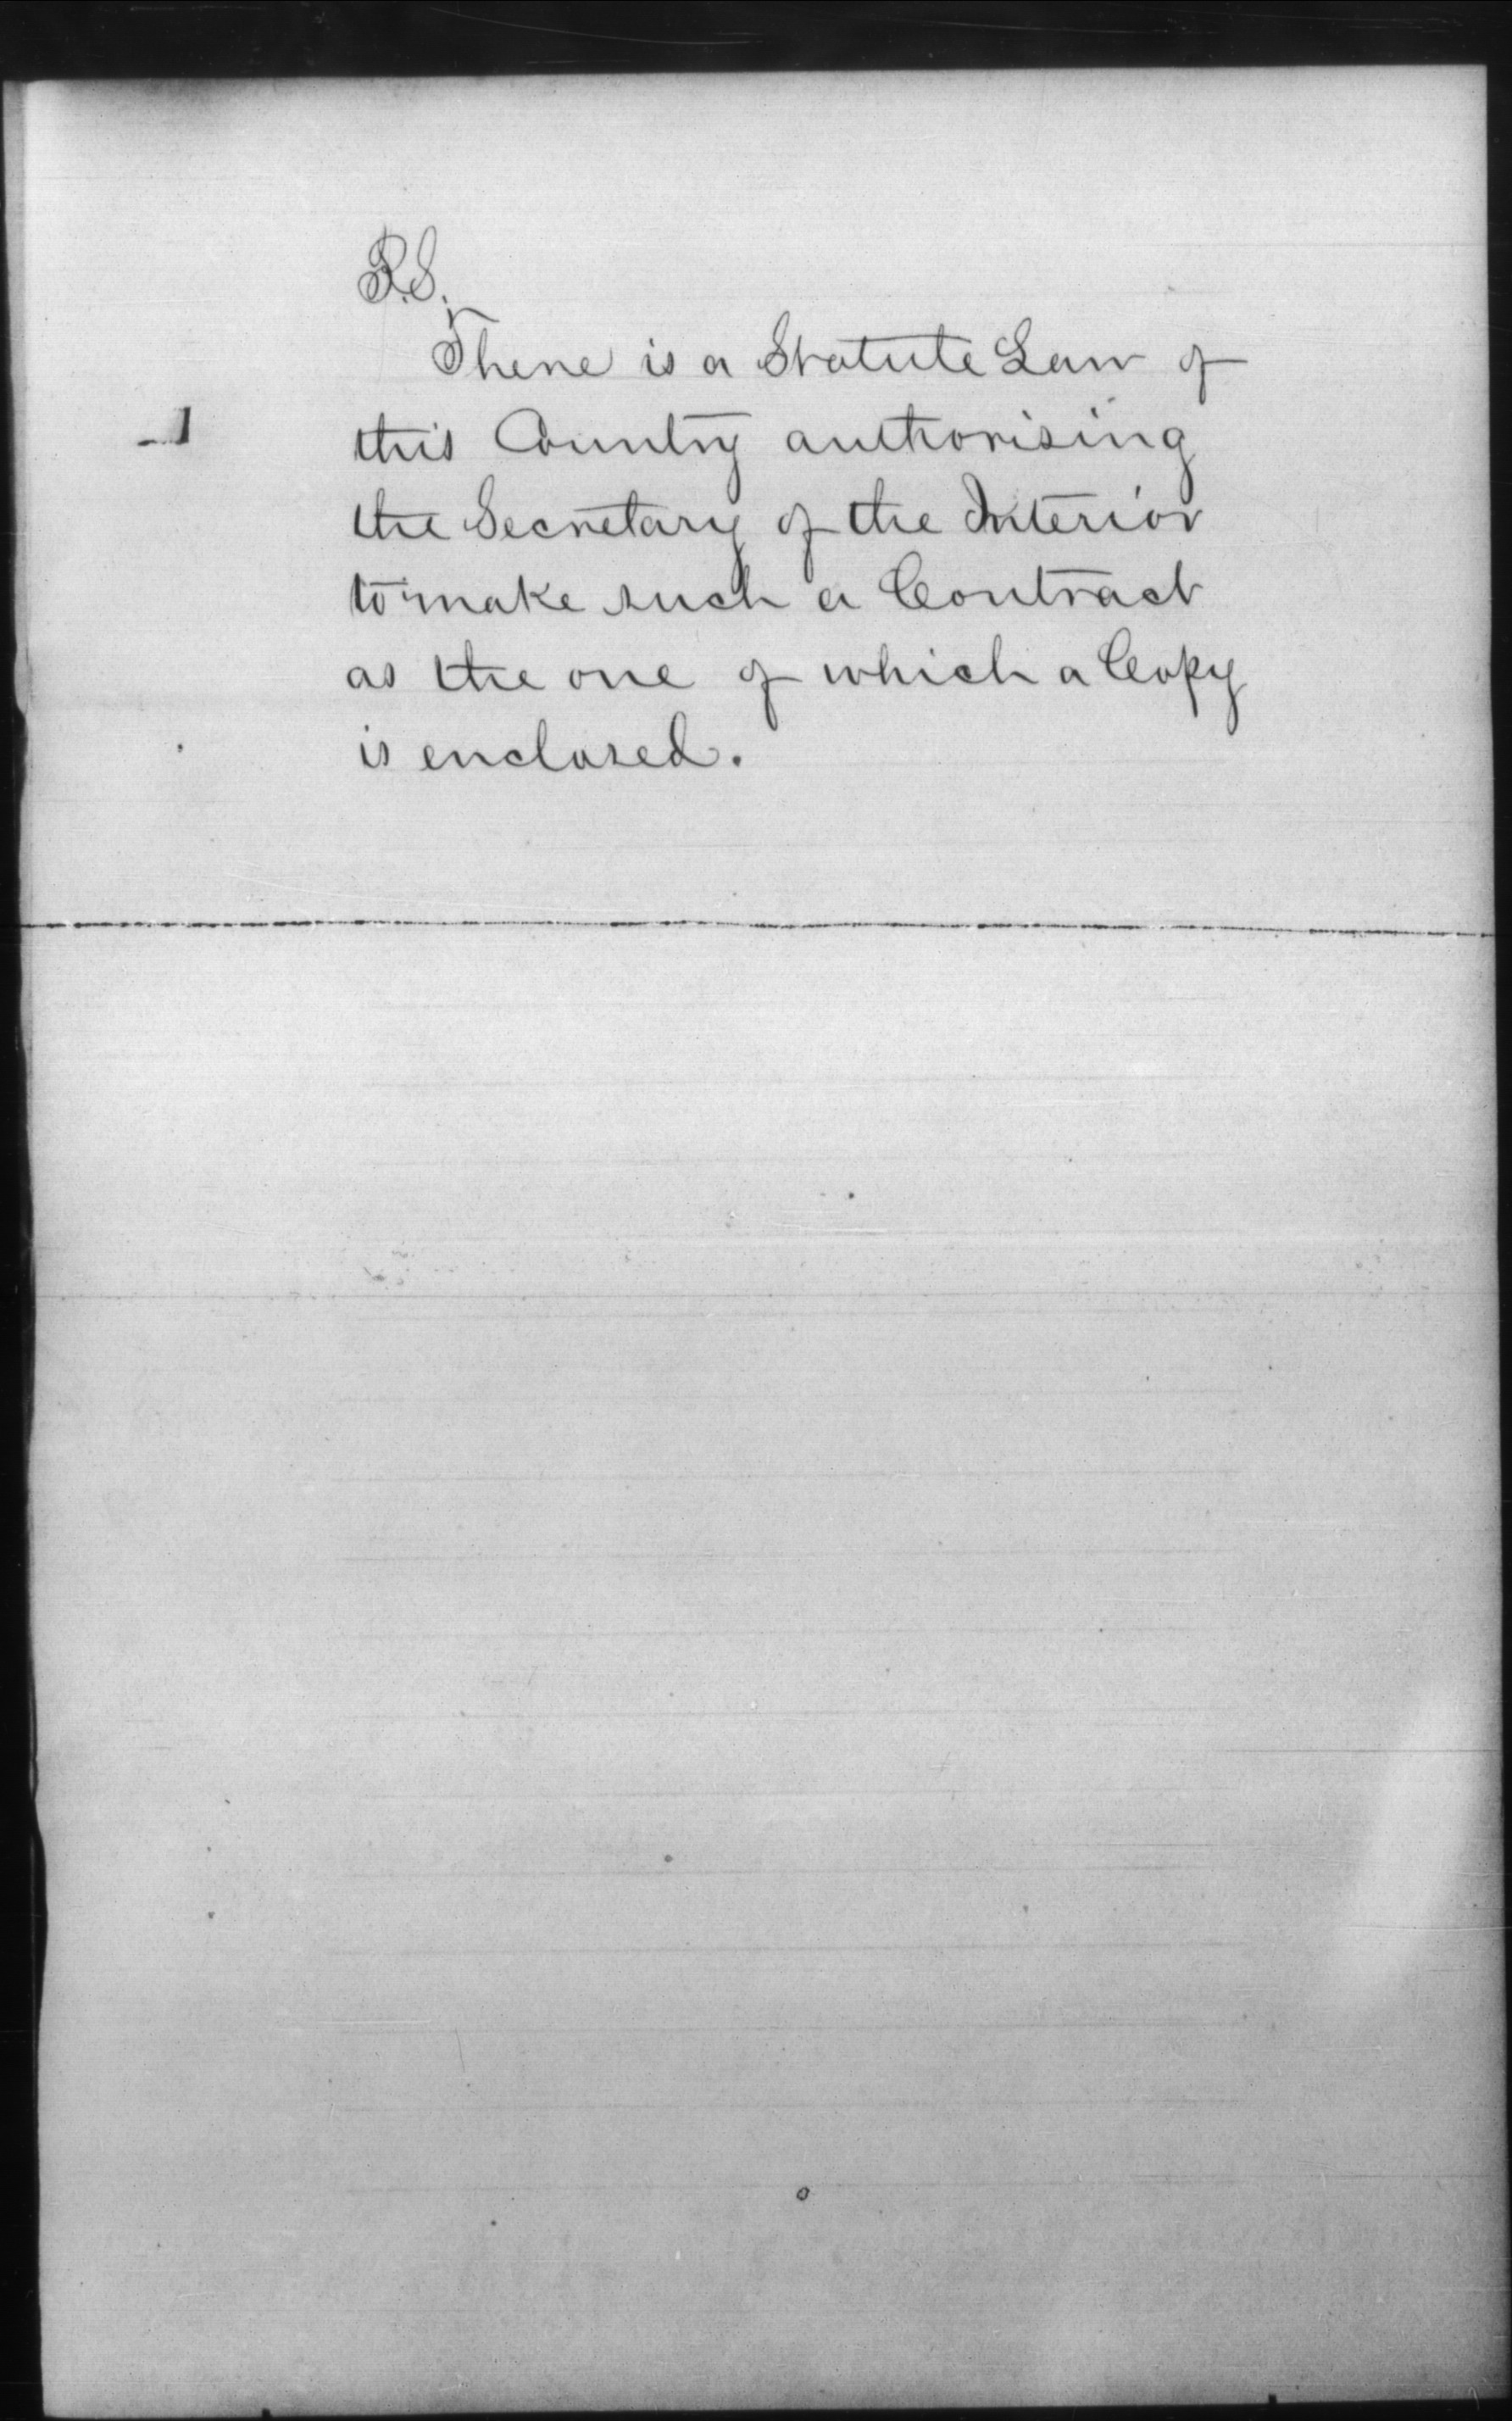 P.S.
There is a Statute Law of
this Country authorising
the Secretary of the Interior
to make such a Contract
as the one of which a Copy
is enclosed.